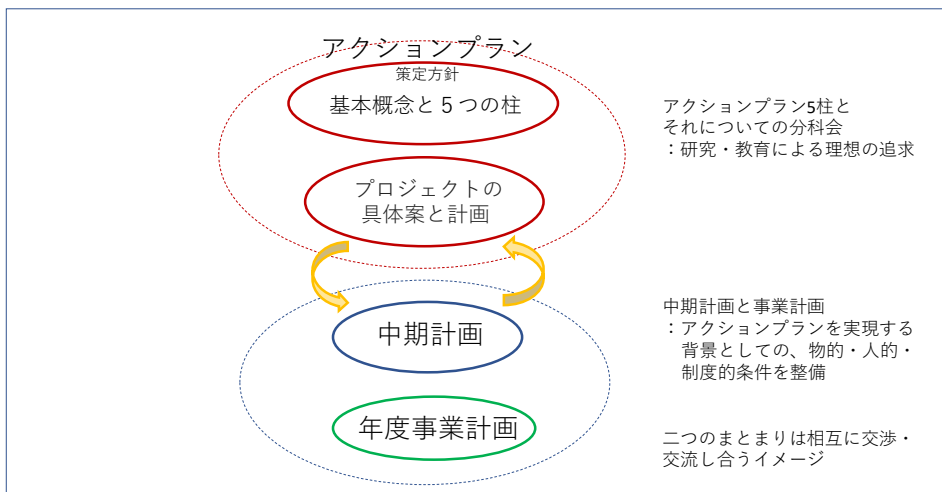 アクションプラン
策定方針
基本概念と５つの柱
プロジェクトの
具体案と計画
中期計画
年度事業計画
アクションプラン5柱と
それについての分科会
：研究・教育による理想の追求
中期計画と事業計画
：アクションプランを実現する
背景としての、物的・人的・
制度的条件を整備
二つのまとまりは相互に交渉・
交流し合うイメージ